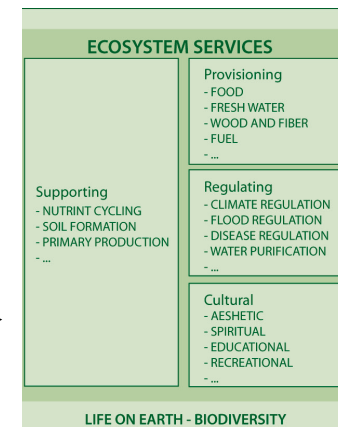 ECOSYSTEM SERVICES
Supporting
- NUTRINT CYCLING
- SOIL FORMATION
- PRIMARY PRODUCTION
- ...
Provisioning
- FOOD
- FRESH WATER
- WOOD AND FIBER
- FUEL
- ...
Regulating
- CLIMATE REGULATION
- FLOOD REGULATION
- DISEASE REGULATION
- WATER PURIFICATION
- ...
Cultural
- AESHETIC
- SPIRITUAL
- EDUCATIONAL
- RECREATIONAL
- ...
LIFE ON EARTH - BIODIVERSITY